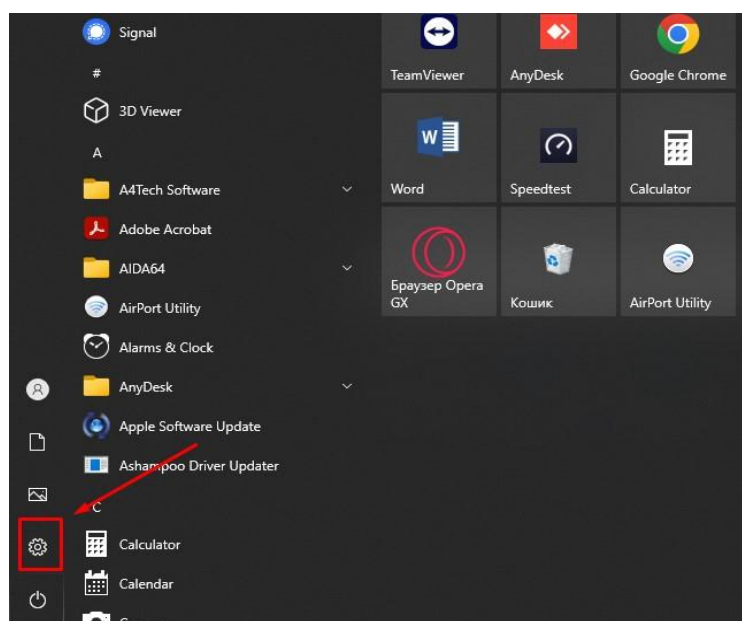 Signal
#
3D Viewer
A
A4Tech Software
Adobe Acrobat
AIDA64
AirPort Utility
Alarms & Clock
AnyDesk
Apple Software Update
Ashampoo Driver Updater
C
Calculator
Calendar
TeamViewer
AnyDesk
Google Chrome
Word
Speedtest
Calculator
Браузер Opera
GX
Кошик
AirPort Utility